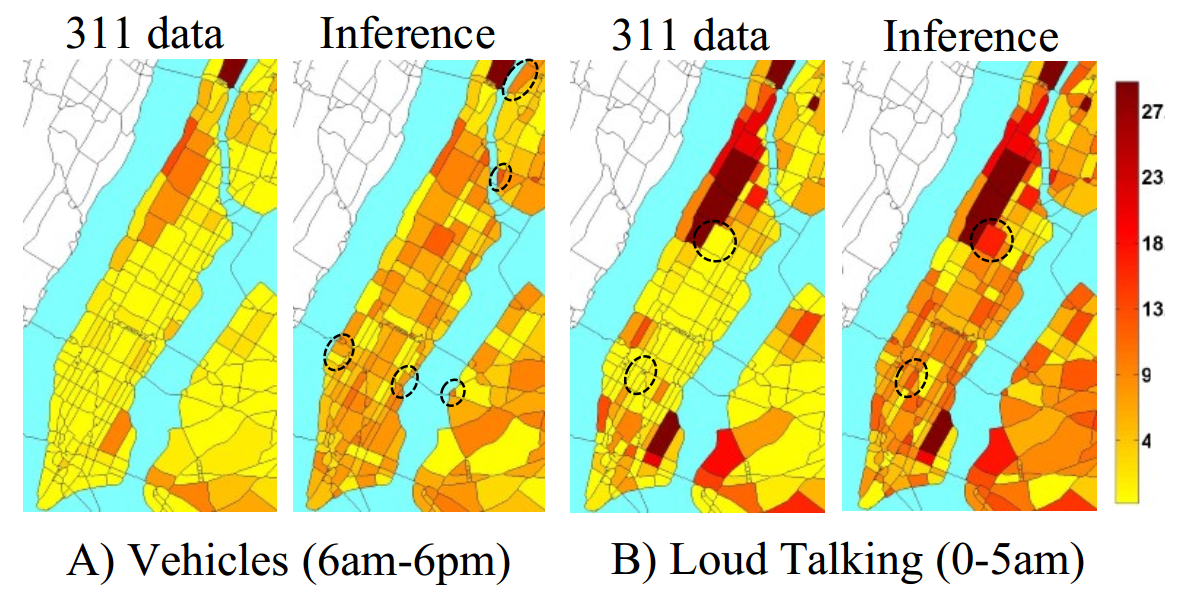 311 data
Inference
311 data
Inference
27
23
18
13
9
4
A) Vehicles (6am-6pm)
B) Loud Talking (0-5am)